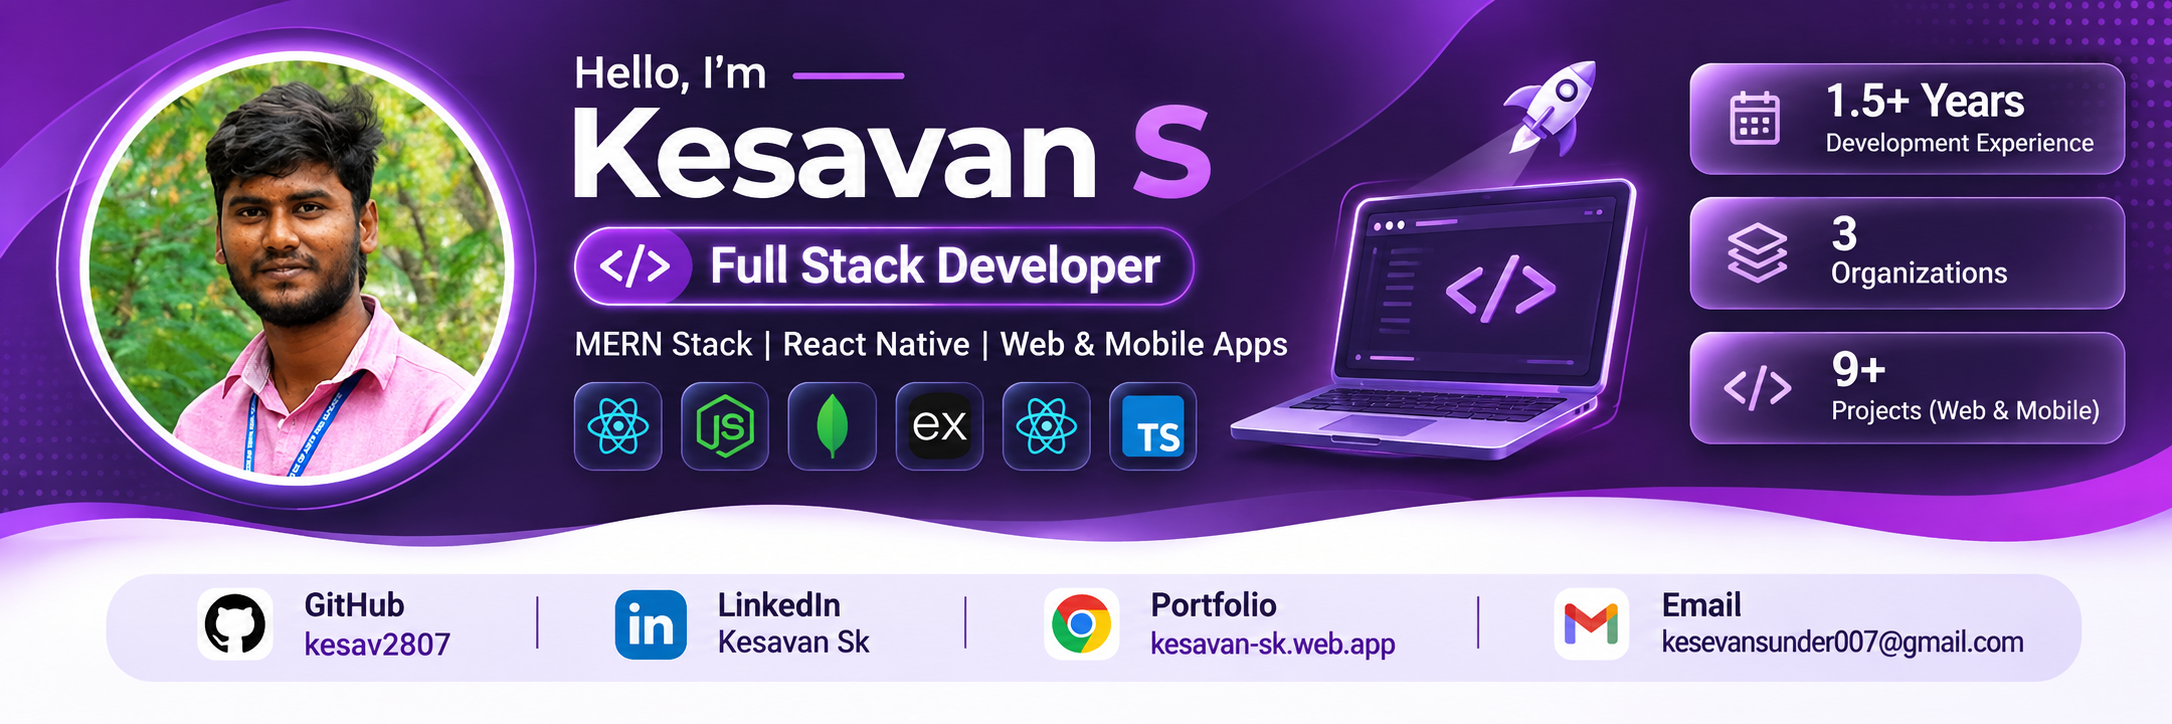 Hello, I'm
Kesavan S
</> Full Stack Developer
MERN Stack | React Native | Web & Mobile Apps
JS
ex
TS
</>
1.5+ Years
Development Experience
3
Organizations
</>
9+
Projects (Web & Mobile)
GitHub
kesav2807
in
LinkedIn
Kesavan Sk
Portfolio
kesavan-sk.web.app
Email
kesevansunder007@gmail.com